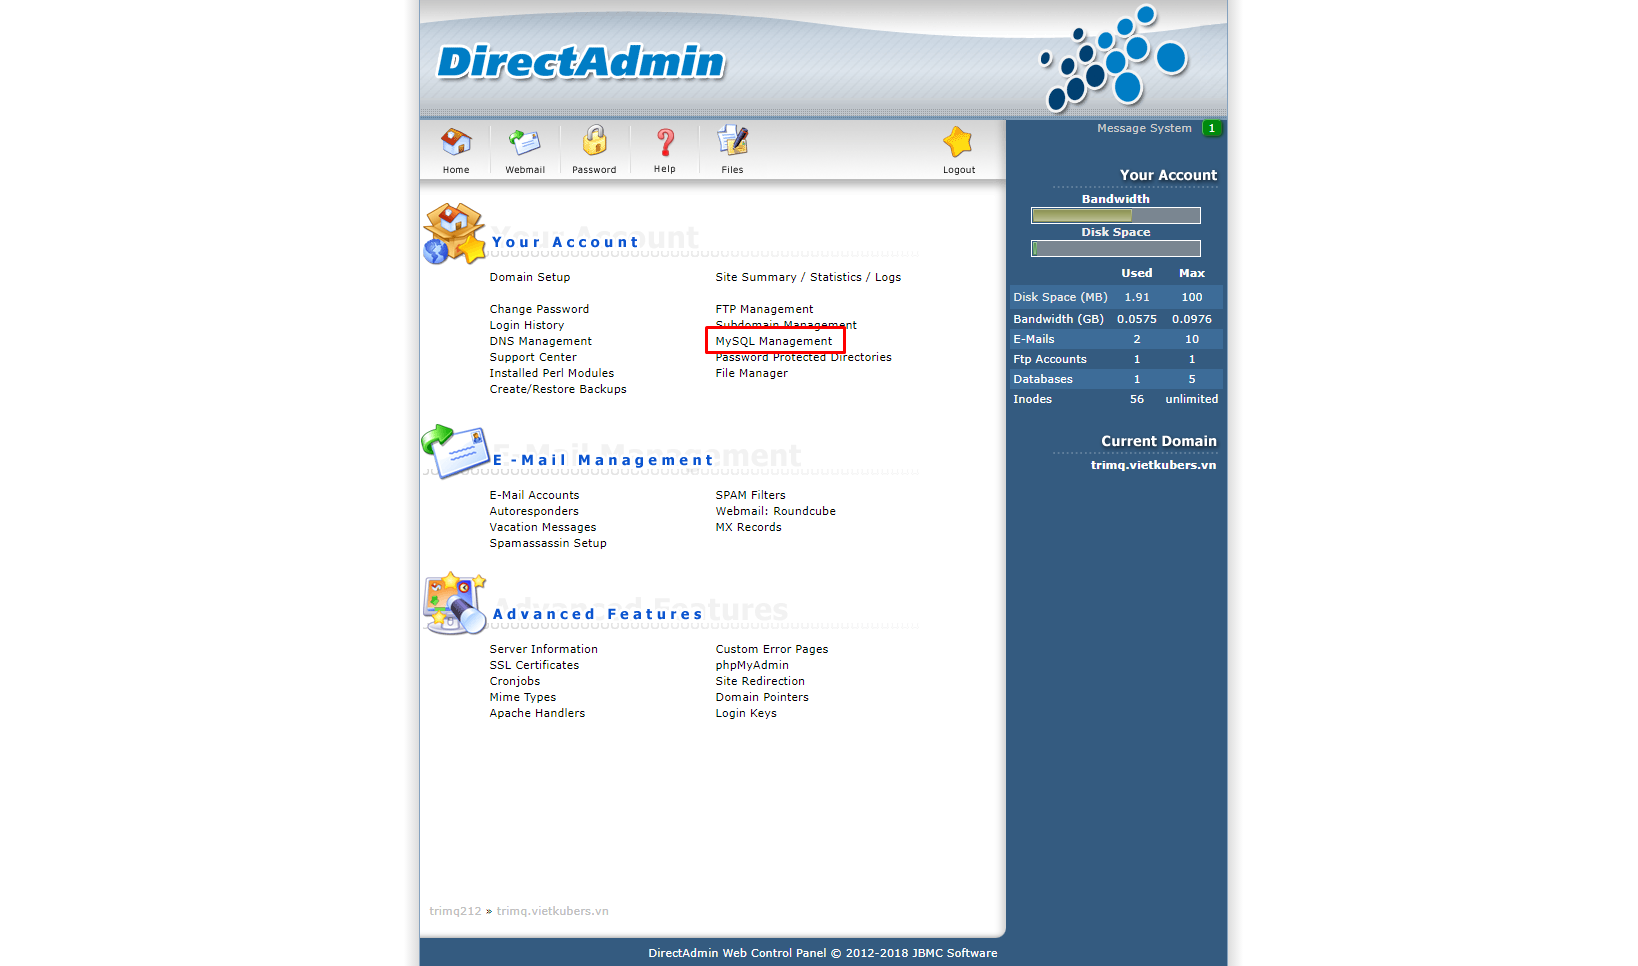 DirectAdmin
Home Webmail Password Help Files Logout
Message System 1
Your Account
Domain Setup Site Summary / Statistics / Logs
Change Password FTP Management
Login History Subdomain Management
DNS Management MySQL Management
Support Center Password Protected Directories
Installed Perl Modules File Manager
Create/Restore Backups
E-Mail Management
E-Mail Accounts SPAM Filters
Autoresponders Webmail: Roundcube
Vacation Messages MX Records
Spamassassin Setup
Advanced Features
Server Information Custom Error Pages
SSL Certificates phpMyAdmin
Cronjobs Site Redirection
Mime Types Domain Pointers
Apache Handlers Login Keys
trimq212 » trimq.vietkubers.vn
Your Account
Bandwidth
Disk Space
Used Max
Disk Space (MB) 1.91 100
Bandwidth (GB) 0.0575 0.0976
E-Mails 2 10
Ftp Accounts 1 1
Databases 1 5
Inodes 56 unlimited
Current Domain
trimq.vietkubers.vn
DirectAdmin Web Control Panel © 2012-2018 JBMC Software